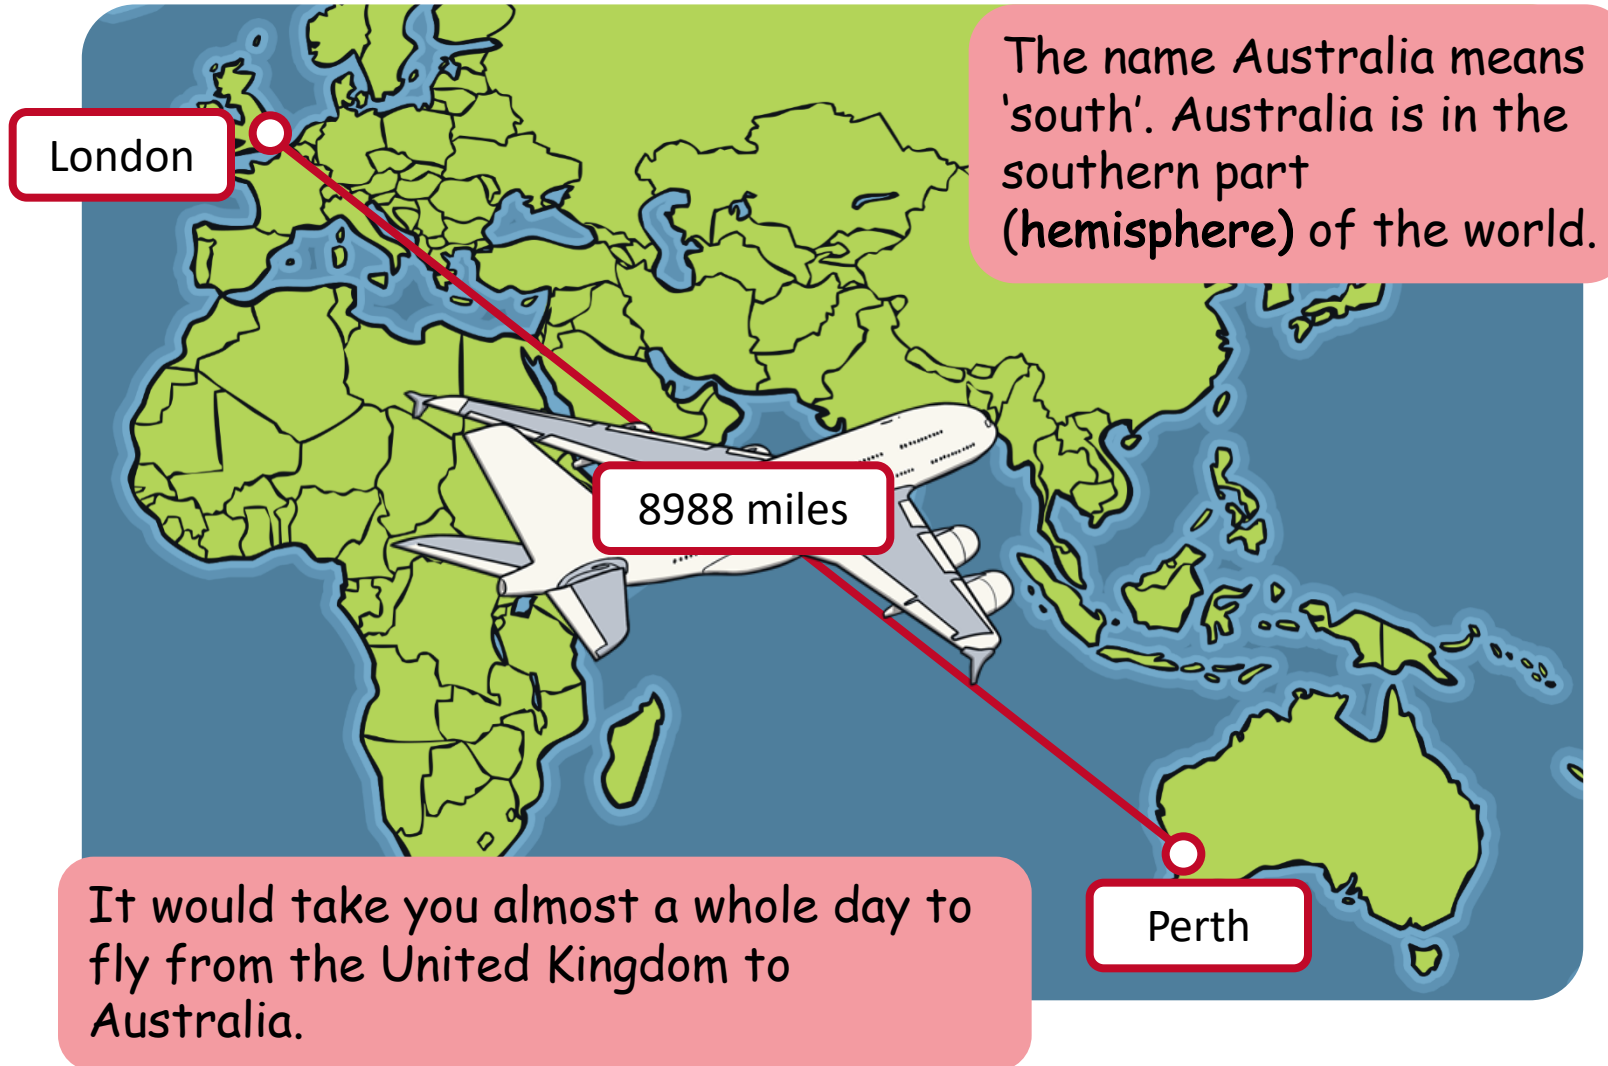 The name Australia means
‘south’. Australia is in the
southern part
(hemisphere) of the world.
London
8988 miles
Perth
It would take you almost a whole day to
fly from the United Kingdom to
Australia.